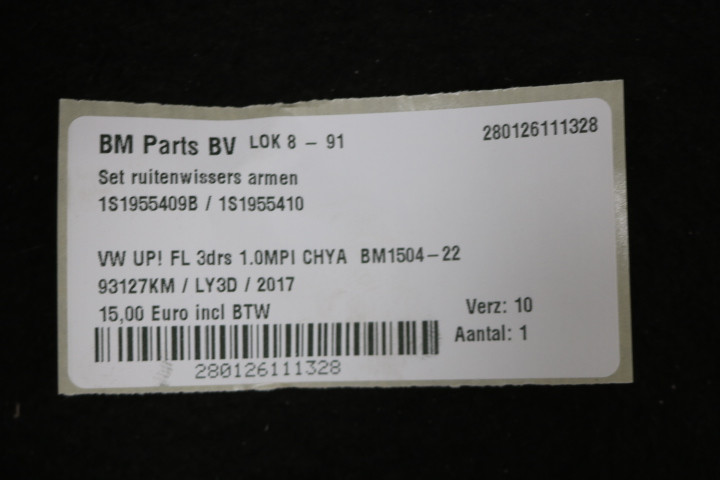 BM Parts BV LOK 8 - 91 280126111328
Set ruitenwissers armen
1S1955409B / 1S1955410
VW UP! FL 3drs 1.0MPI CHYA BM1504-22
93127KM / LY3D / 2017
15,00 Euro incl BTW Verz: 10
Aantal: 1
280126111328